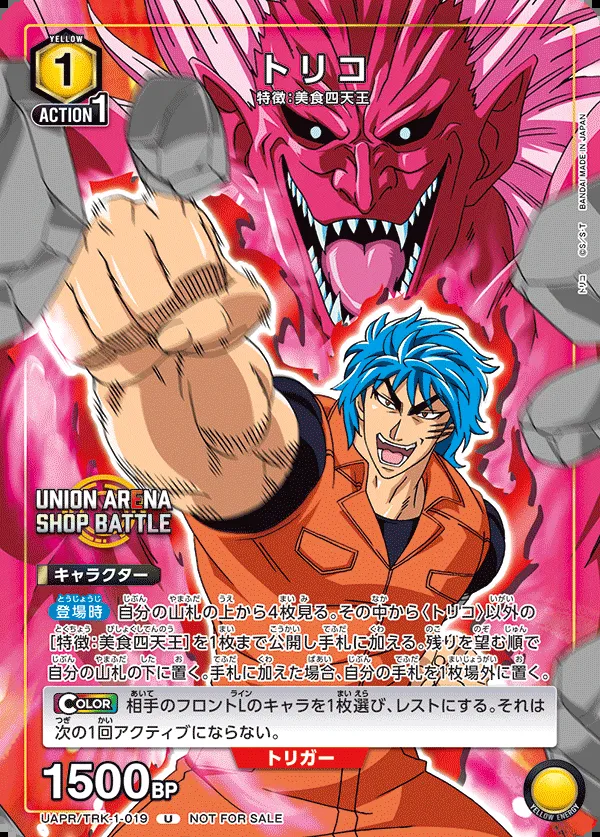 YELLOW
1
ACTION 1
トリコ
特徴:美食四天王
BANDAI MADE IN JAPAN
トリコ ©S/S・T
UNION ARENA
SHOP BATTLE
キャラクター
登場時 自分の山札の上から4枚見る。その中から〈トリコ〉以外の
[特徴:美食四天王]を1枚まで公開し手札に加える。残りを望む順で
自分の山札の下に置く。手札に加えた場合、自分の手札を1枚場外に置く。
COLOR 相手のフロントLのキャラを1枚選び、レストにする。それは
次の1回アクティブにならない。
トリガー
1500BP
UAPR/TRK-1-019 U NOT FOR SALE
YELLOW ENERGY